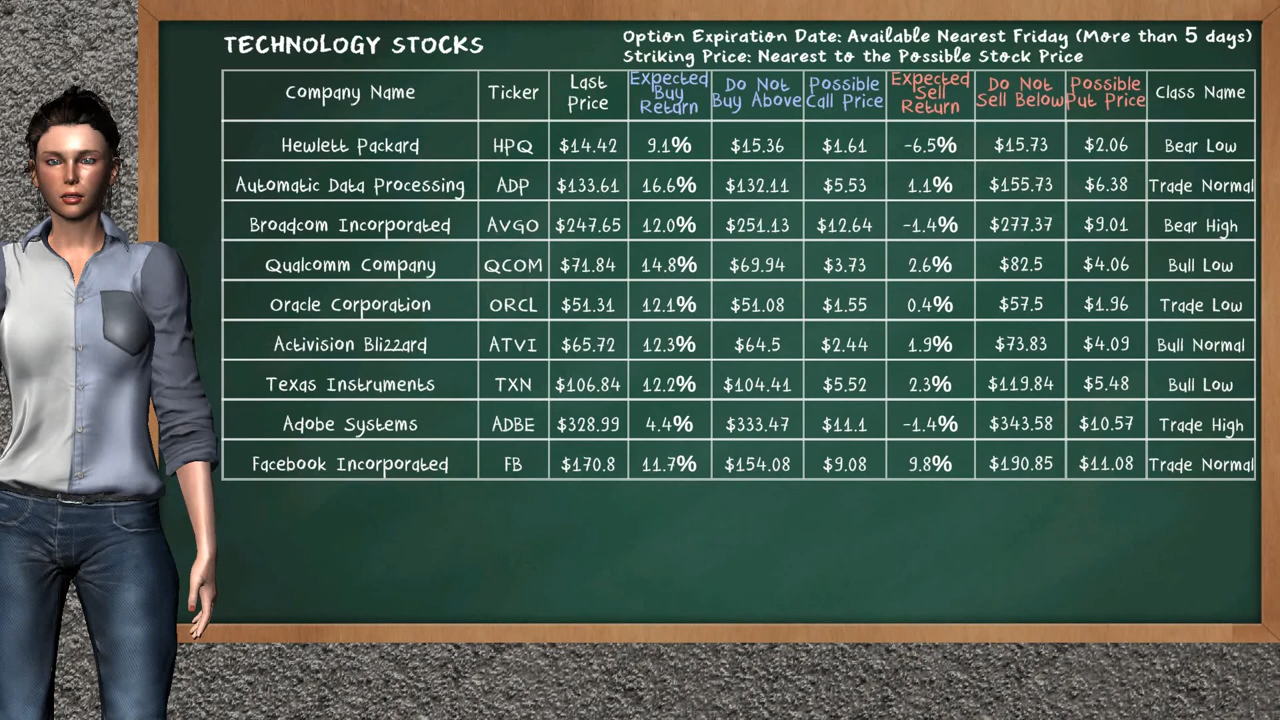 TECHNOLOGY STOCKS
Option Expiration Date: Available Nearest Friday (More than 5 days)
Striking Price: Nearest to the Possible Stock Price
Company Name Ticker Last Price Expected Buy Return Do Not Buy Above Possible Call Price Expected Sell Return Do Not Sell Below Possible Put Price Class Name
Hewlett Packard HPQ $14.42 9.1% $15.36 $1.61 -6.5% $15.73 $2.06 Bear Low
Automatic Data Processing ADP $133.61 16.6% $132.11 $5.53 1.1% $155.73 $6.38 Trade Normal
Broadcom Incorporated AVGO $247.65 12.0% $251.13 $12.64 -1.4% $277.37 $9.01 Bear High
Qualcomm Company QCOM $71.84 14.8% $69.94 $3.73 2.6% $82.5 $4.06 Bull Low
Oracle Corporation ORCL $51.31 12.1% $51.08 $1.55 0.4% $57.5 $1.96 Trade Low
Activision Blizzard ATVI $65.72 12.3% $64.5 $2.44 1.9% $73.83 $4.09 Bull Normal
Texas Instruments TXN $106.84 12.2% $104.41 $5.52 2.3% $119.84 $5.48 Bull Low
Adobe Systems ADBE $328.99 4.4% $333.47 $11.1 -1.4% $343.58 $10.57 Trade High
Facebook Incorporated FB $170.8 11.7% $154.08 $9.08 9.8% $190.85 $11.08 Trade Normal